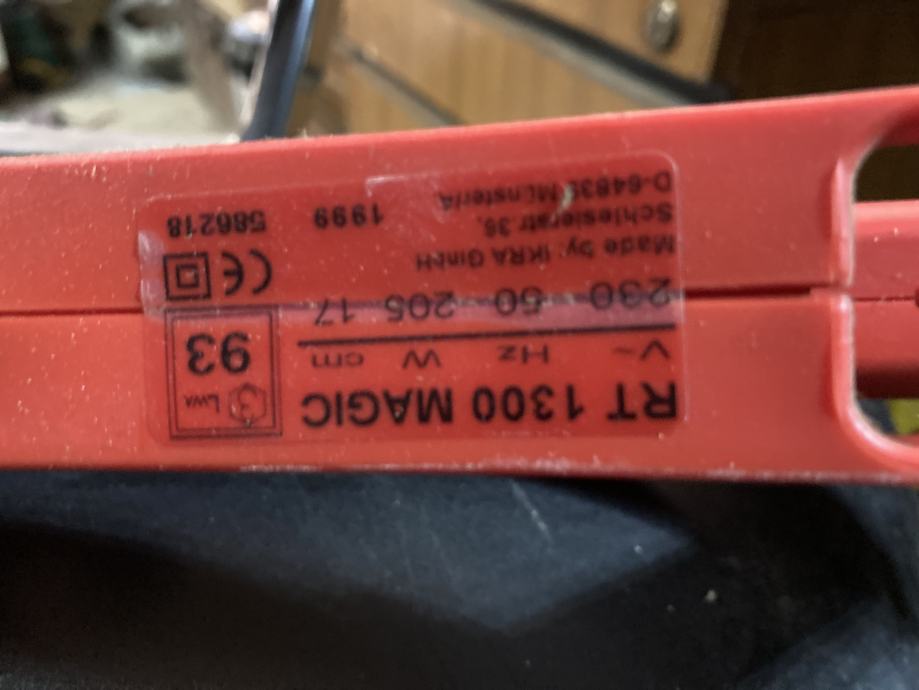 RT 1300 MAGIC
V~ Hz W cm
230 50 205 17
LWA
93
Made by: IKRA GmbH
Schlesierstr. 36,
D-64839 Münster/A
1999 586218
CE